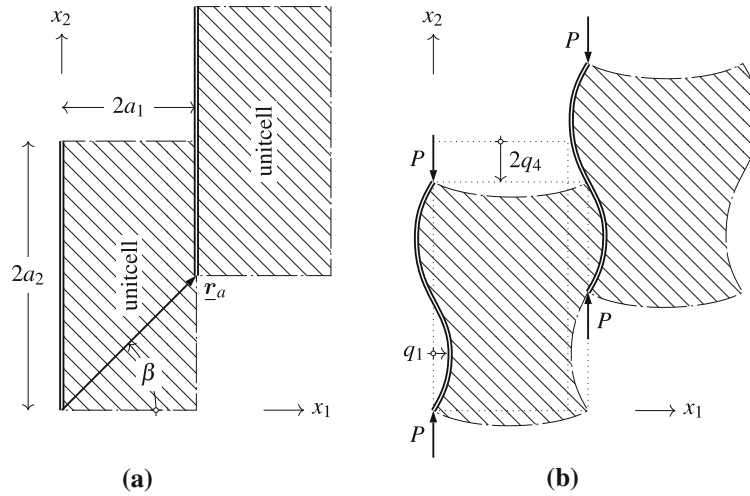 x₂
2a₁
unitcell
unitcell
2a₂
r_a
β
x₁
(a)
x₂
P
P
2q₄
q₁
P
P
x₁
(b)